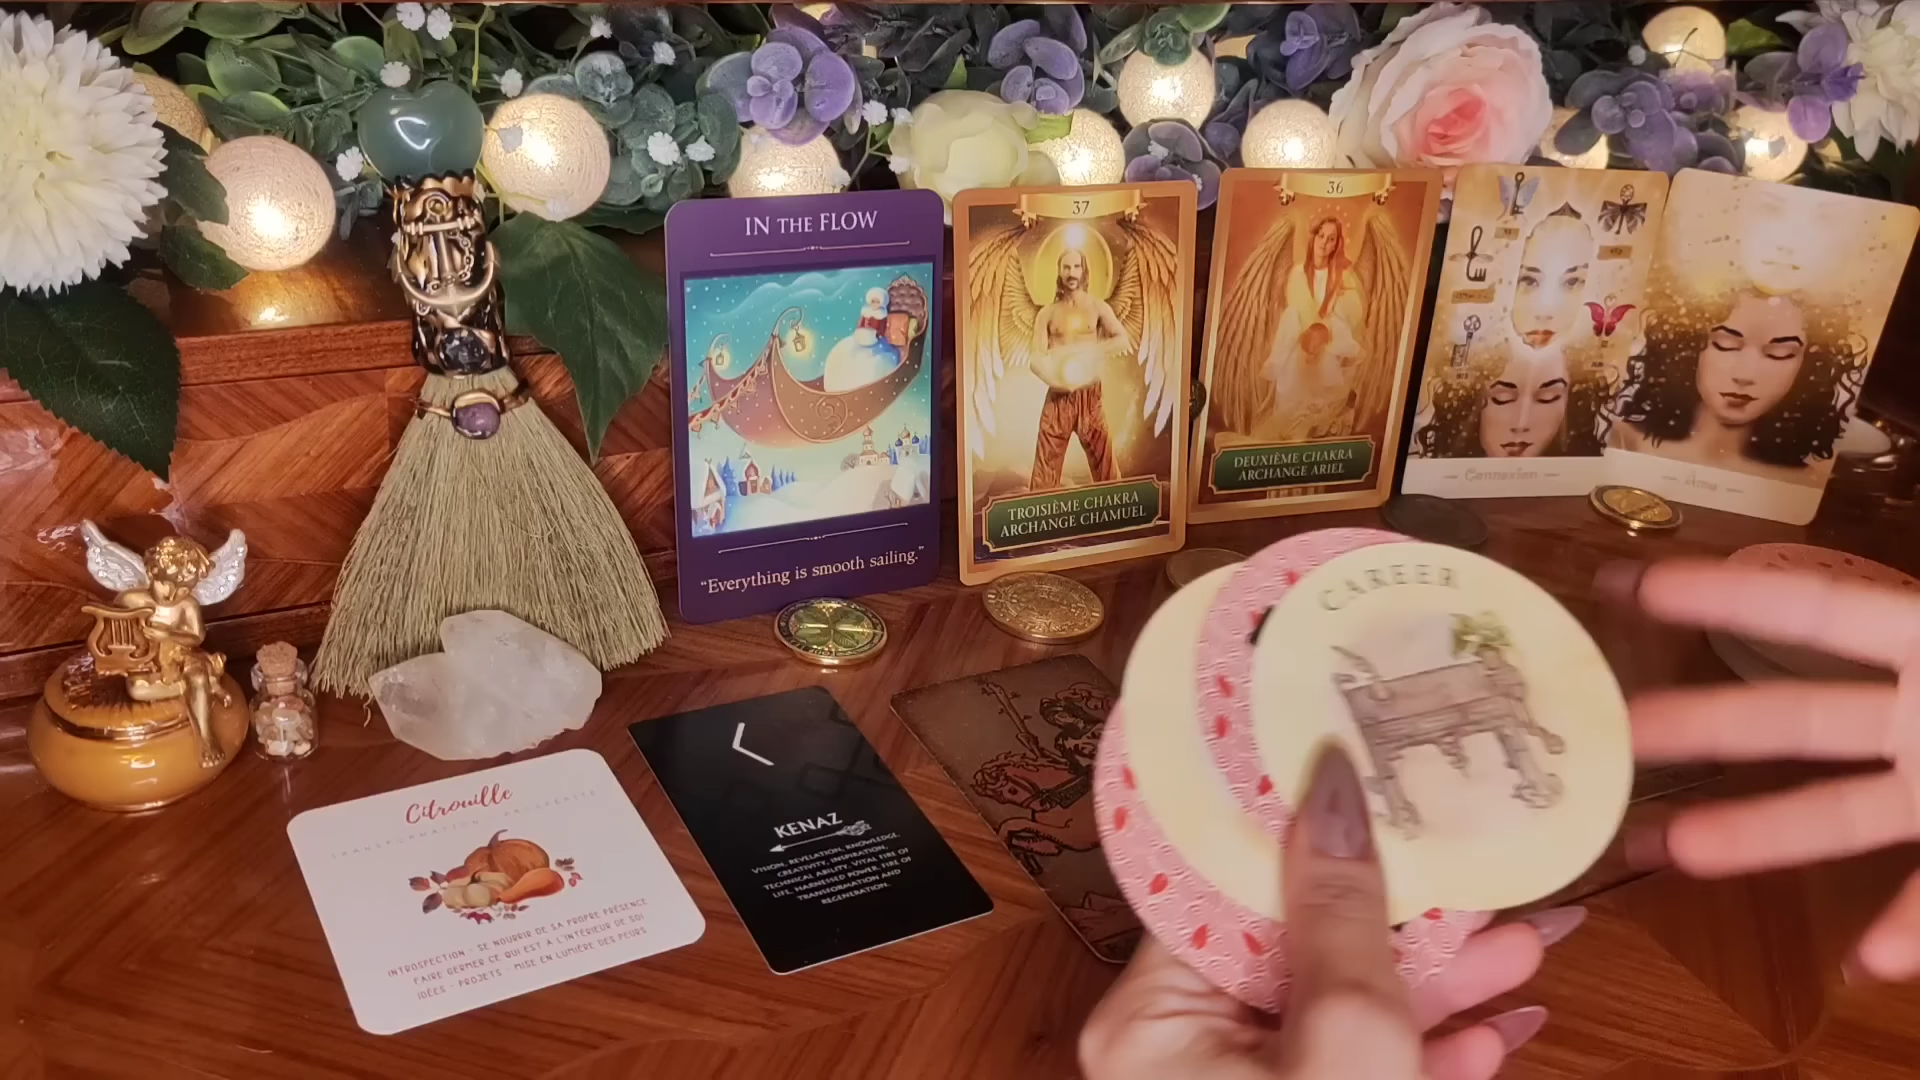 IN THE FLOW
"Everything is smooth sailing."
37
TROISIÈME CHAKRA
ARCHANGE CHAMUEL
36
DEUXIÈME CHAKRA
ARCHANGE ARIEL
Connexion
Âme
CAREER
Citrouille
INTROSPECTION - SE NOURRIR DE SA PROPRE PRÉSENCE
FAIRE GERMER CE QUI EST À L'INTÉRIEUR DE SOI
IDÉES - PROJETS - MISE EN LUMIÈRE DES PEURS
KENAZ
VISION, REVELATION, KNOWLEDGE,
CREATIVITY, INSPIRATION,
TECHNICAL ABILITY. VITAL FIRE OF
LIFE, HARNESSED POWER, FIRE OF
TRANSFORMATION AND
REGENERATION.